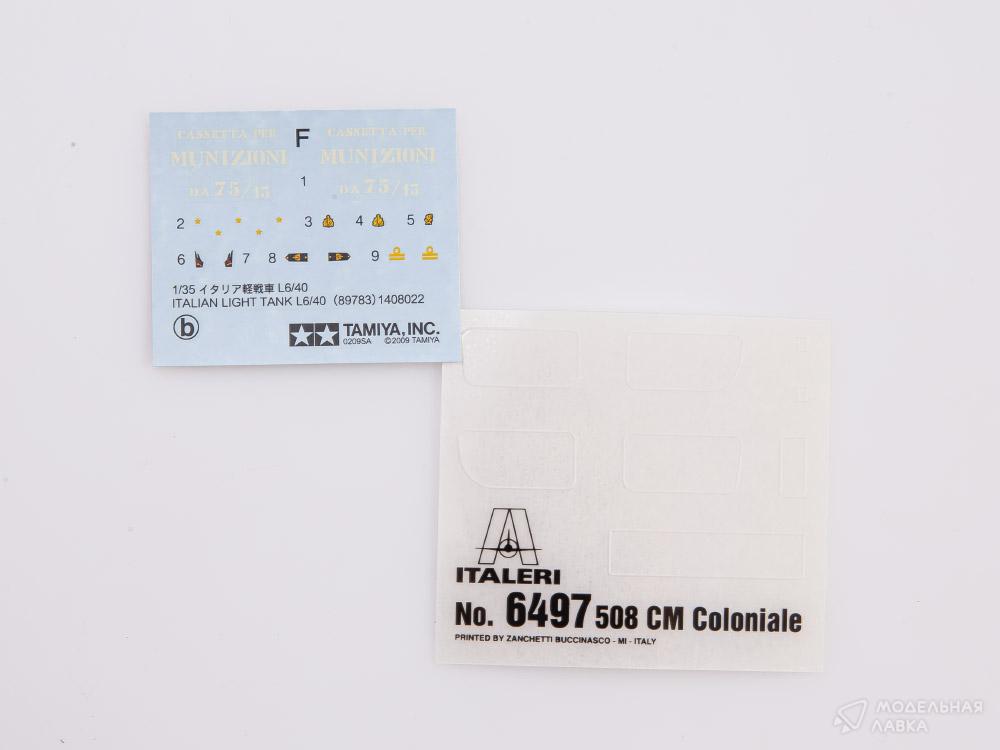 CASSETTA PER F CASSETTA PER
MUNIZIONI MUNIZIONI
DA 75/15 1 DA 75/15
2 3 4 5
6 7 8 9
1/35 イタリア軽戦車 L6/40
ITALIAN LIGHT TANK L6/40 (89783) 1408022
b TAMIYA, INC.
0209SA ©2009 TAMIYA
ITALERI
No. 6497 508 CM Coloniale
PRINTED BY ZANCHETTI BUCCINASCO - MI - ITALY
МОДЕЛЬНАЯ
ЛАВКА